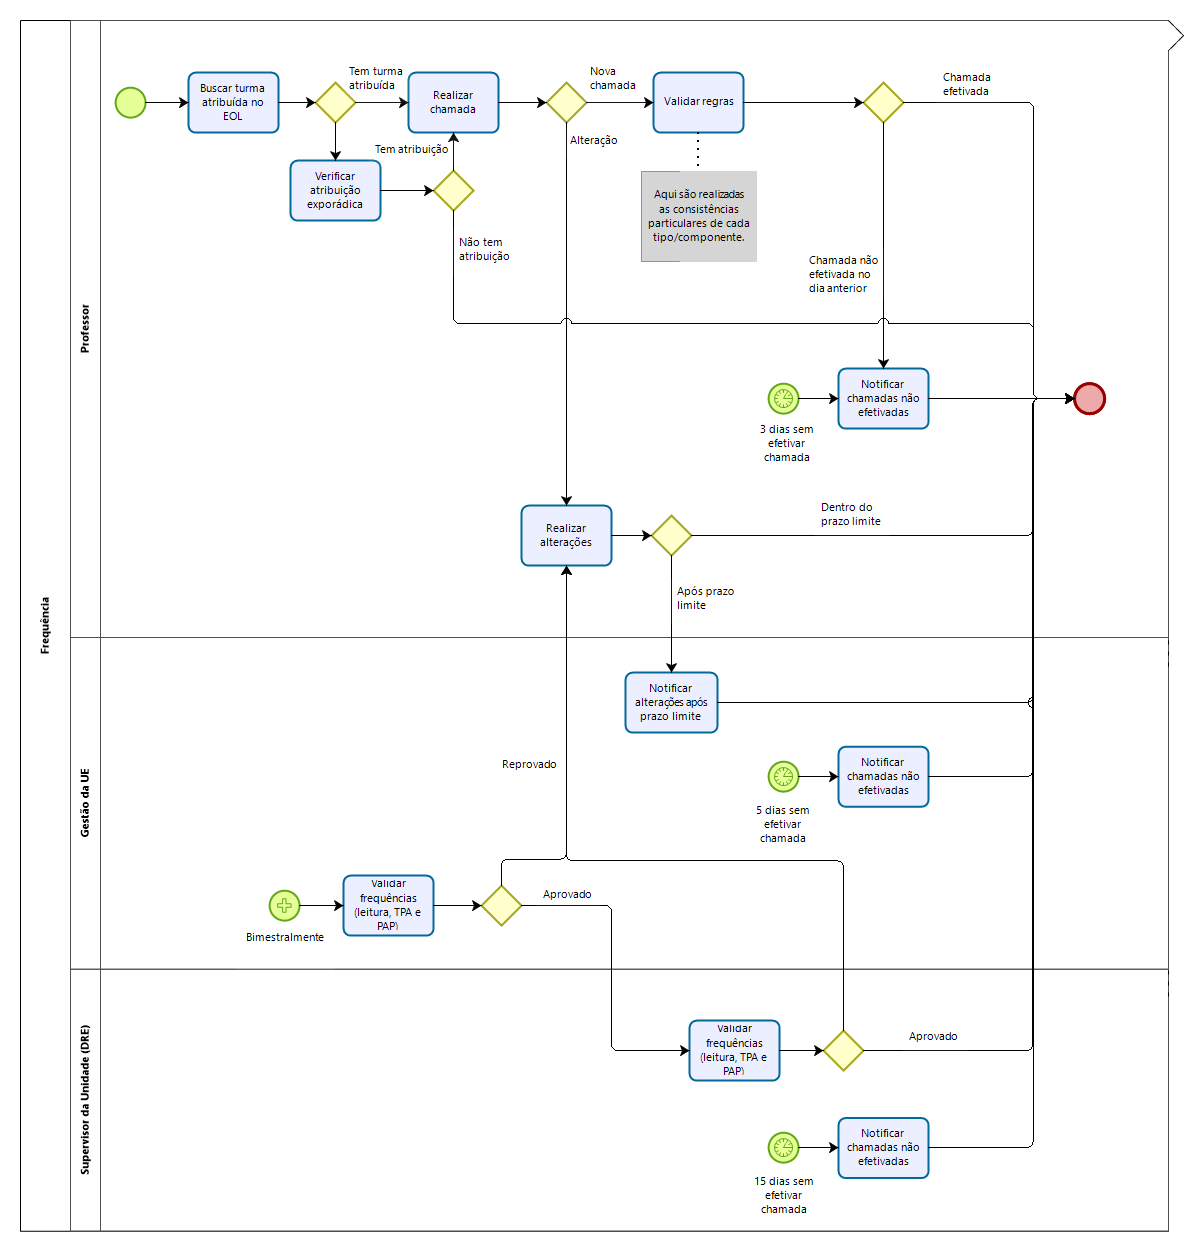 Frequência
Professor
Buscar turma
atribuída no
EOL
Tem turma
atribuída
Realizar
chamada
Nova
chamada
Validar regras
Chamada
efetivada
Verificar
atribuição
exporádica
Tem atribuição
Alteração
Não tem
atribuição
Aqui são realizadas
as consistências
particulares de cada
tipo/componente.
Chamada não
efetivada no
dia anterior
3 dias sem
efetivar
chamada
Notificar
chamadas não
efetivadas
Realizar
alterações
Dentro do
prazo limite
Após prazo
limite
Gestão da UE
Notificar
alterações após
prazo limite
Reprovado
5 dias sem
efetivar
chamada
Notificar
chamadas não
efetivadas
Bimestralmente
Validar
frequências
(leitura, TPA e
PAP)
Aprovado
Supervisor da Unidade (DRE)
Validar
frequências
(leitura, TPA e
PAP)
Aprovado
15 dias sem
efetivar
chamada
Notificar
chamadas não
efetivadas